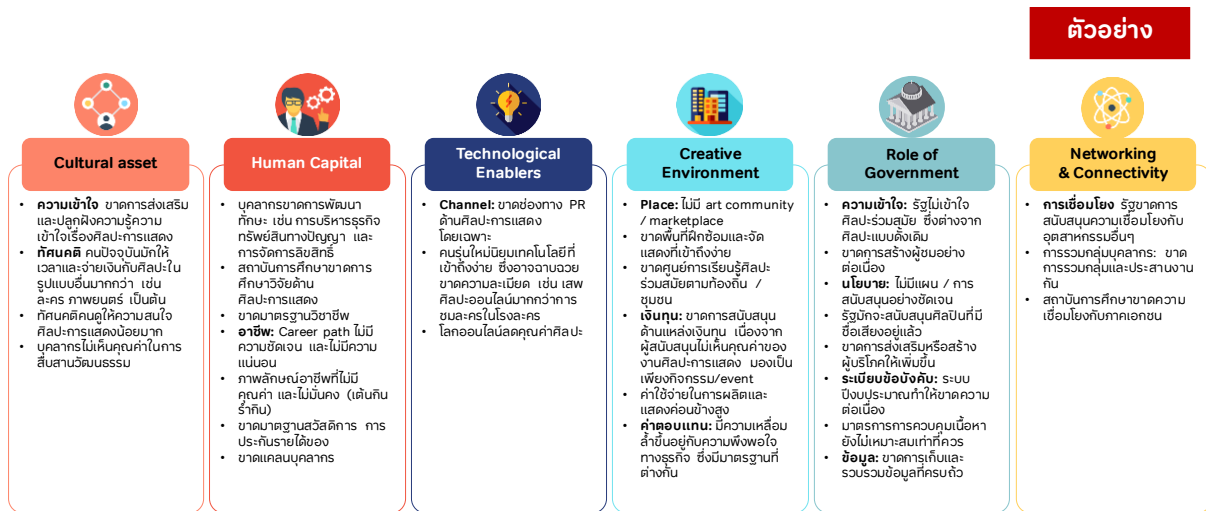 ตัวอย่าง
Cultural asset
• ความเข้าใจ ขาดการส่งเสริม
และปลูกฝังความรู้ความ
เข้าใจเรื่องศิลปะการแสดง
• ทัศนคติ คนปัจจุบันมักให้
เวลาและจ่ายเงินกับศิลปะใน
รูปแบบอื่นมากกว่า เช่น
ละคร ภาพยนตร์ เป็นต้น
• ทัศนคติคนดูให้ความสนใจ
ศิลปะการแสดงน้อยมาก
• บุคลากรไม่เห็นคุณค่าในการ
สืบสานวัฒนธรรม
Human Capital
• บุคลากรขาดการพัฒนา
ทักษะ เช่น การบริหารธุรกิจ
ทรัพย์สินทางปัญญา และ
การจัดการลิขสิทธิ์
• สถาบันการศึกษาขาดการ
ศึกษาวิจัยด้าน
ศิลปะการแสดง
• ขาดมาตรฐานวิชาชีพ
• อาชีพ: Career path ไม่มี
ความชัดเจน และไม่มีความ
แน่นอน
• ภาพลักษณ์อาชีพที่ไม่มี
คุณค่า และไม่มั่นคง (เต้นกิน
รำกิน)
• ขาดมาตฐานสวัสดิการ การ
ประกันรายได้ของ
• ขาดแคลนบุคลากร
Technological
Enablers
• Channel: ขาดช่องทาง PR
ด้านศิลปะการแสดง
โดยเฉพาะ
• คนรุ่นใหม่นิยมเทคโนโลยีที่
เข้าถึงง่าย ซึ่งอาจฉาบฉวย
ขาดความละเมียด เช่น เสพ
ศิลปะออนไลน์มากกว่าการ
ชมละครในโรงละคร
• โลกออนไลน์ลดคุณค่าศิลปะ
Creative
Environment
• Place: ไม่มี art community
/ marketplace
• ขาดพื้นที่ฝึกซ้อมและจัด
แสดงที่เข้าถึงง่าย
• ขาดศูนย์การเรียนรู้ศิลปะ
ร่วมสมัยตามท้องถิ่น /
ชุมชน
• เงินทุน: ขาดการสนับสนุน
ด้านแหล่งเงินทุน เนื่องจาก
ผู้สนับสนุนไม่เห็นคุณค่าของ
งานศิลปะการแสดง มองเป็น
เพียงกิจกรรม/event
• ค่าใช้จ่ายในการผลิตและ
แสดงค่อนข้างสูง
• ค่าตอบแทน: มีความเหลื่อม
ล้ำขึ้นอยู่กับความพึงพอใจ
ทางธุรกิจ ซึ่งมีมาตรฐานที่
ต่างกัน
Role of
Government
• ความเข้าใจ: รัฐไม่เข้าใจ
ศิลปะร่วมสมัย ซึ่งต่างจาก
ศิลปะแบบดั้งเดิม
• ขาดการสร้างผู้ชมอย่าง
ต่อเนื่อง
• นโยบาย: ไม่มีแผน / การ
สนับสนุนอย่างชัดเจน
• รัฐมักจะสนับสนุนศิลปินที่มี
ชื่อเสียงอยู่แล้ว
• ขาดการส่งเสริมหรือสร้าง
ผู้บริโภคให้เพิ่มขึ้น
• ระเบียบข้อบังคับ: ระบบ
ปีงบประมาณทำให้ขาดความ
ต่อเนื่อง
• มาตรการการควบคุมเนื้อหา
ยังไม่เหมาะสมเท่าที่ควร
• ข้อมูล: ขาดการเก็บและ
รวบรวมข้อมูลที่ครบถ้ว
Networking
& Connectivity
• การเชื่อมโยง รัฐขาดการ
สนับสนุนความเชื่อมโยงกับ
อุตสาหกรรมอื่นๆ
• การรวมกลุ่มบุคลากร: ขาด
การรวมกลุ่มและประสานงาน
กัน
• สถาบันการศึกษาขาดความ
เชื่อมโยงกับภาคเอกชน